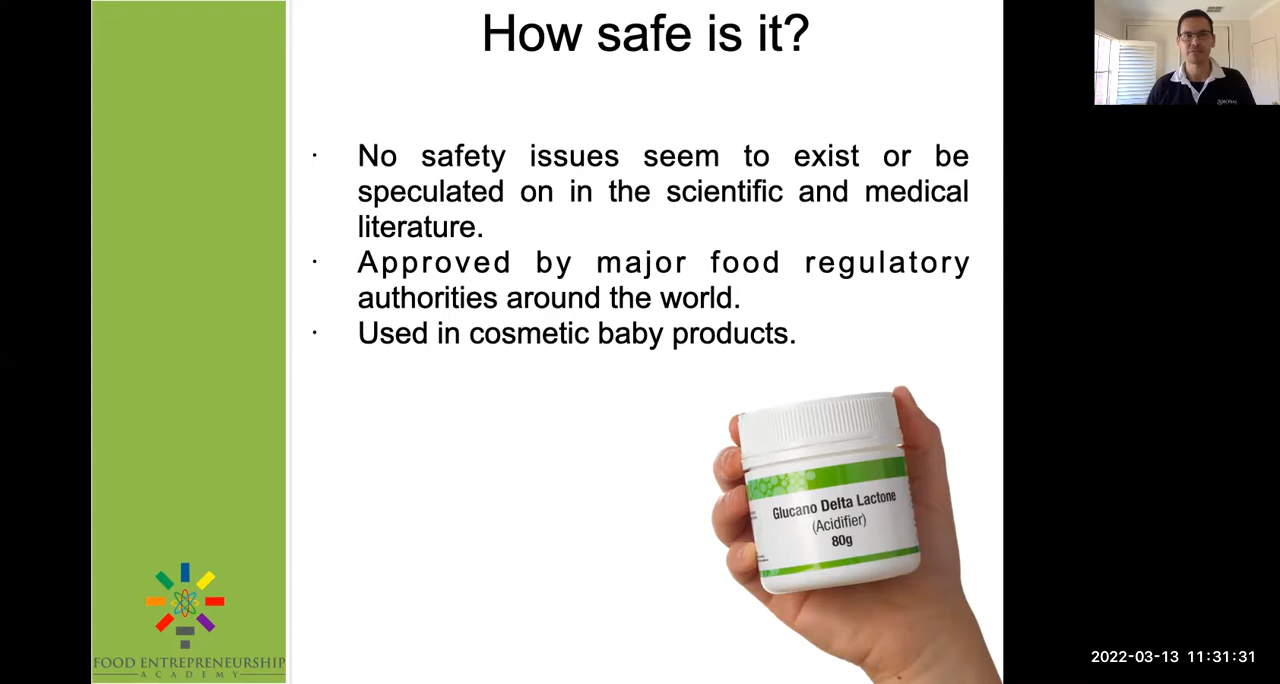 How safe is it?
· No safety issues seem to exist or be
speculated on in the scientific and medical
literature.
· Approved by major food regulatory
authorities around the world.
· Used in cosmetic baby products.
Glucano Delta Lactone
(Acidifier)
80g
FOOD ENTREPRENEURSHIP
ACADEMY
2022-03-13 11:31:31